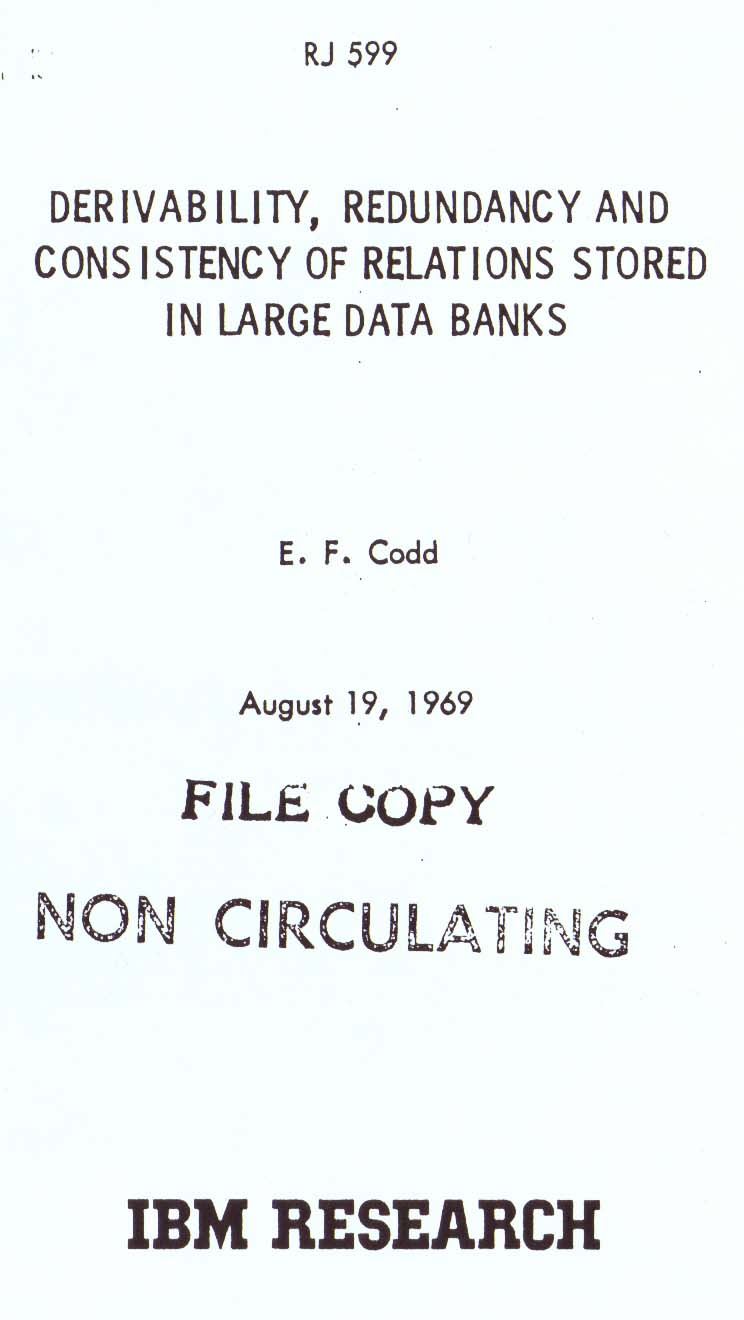 RJ 599
DERIVABILITY, REDUNDANCY AND
CONSISTENCY OF RELATIONS STORED
IN LARGE DATA BANKS
E. F. Codd
August 19, 1969
FILE COPY
NON CIRCULATING
IBM RESEARCH